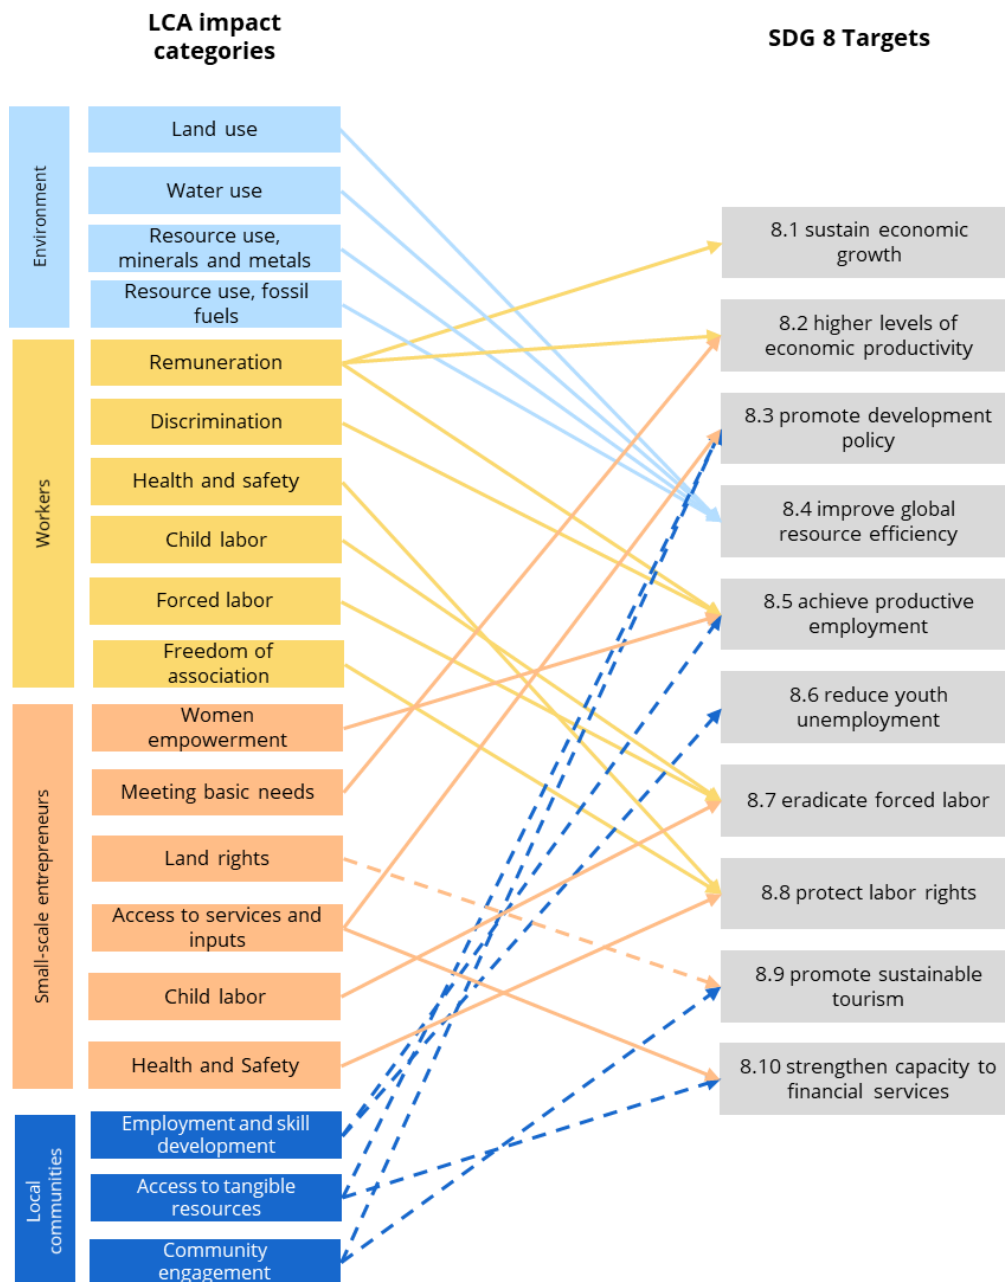 LCA impact
categories
SDG 8 Targets
Environment
Land use
Water use
Resource use,
minerals and metals
Resource use, fossil
fuels
Workers
Remuneration
Discrimination
Health and safety
Child labor
Forced labor
Freedom of
association
Small-scale entrepreneurs
Women
empowerment
Meeting basic needs
Land rights
Access to services and
inputs
Child labor
Health and Safety
Local
communities
Employment and skill
development
Access to tangible
resources
Community
engagement
8.1 sustain economic
growth
8.2 higher levels of
economic productivity
8.3 promote development
policy
8.4 improve global
resource efficiency
8.5 achieve productive
employment
8.6 reduce youth
unemployment
8.7 eradicate forced labor
8.8 protect labor rights
8.9 promote sustainable
tourism
8.10 strengthen capacity to
financial services